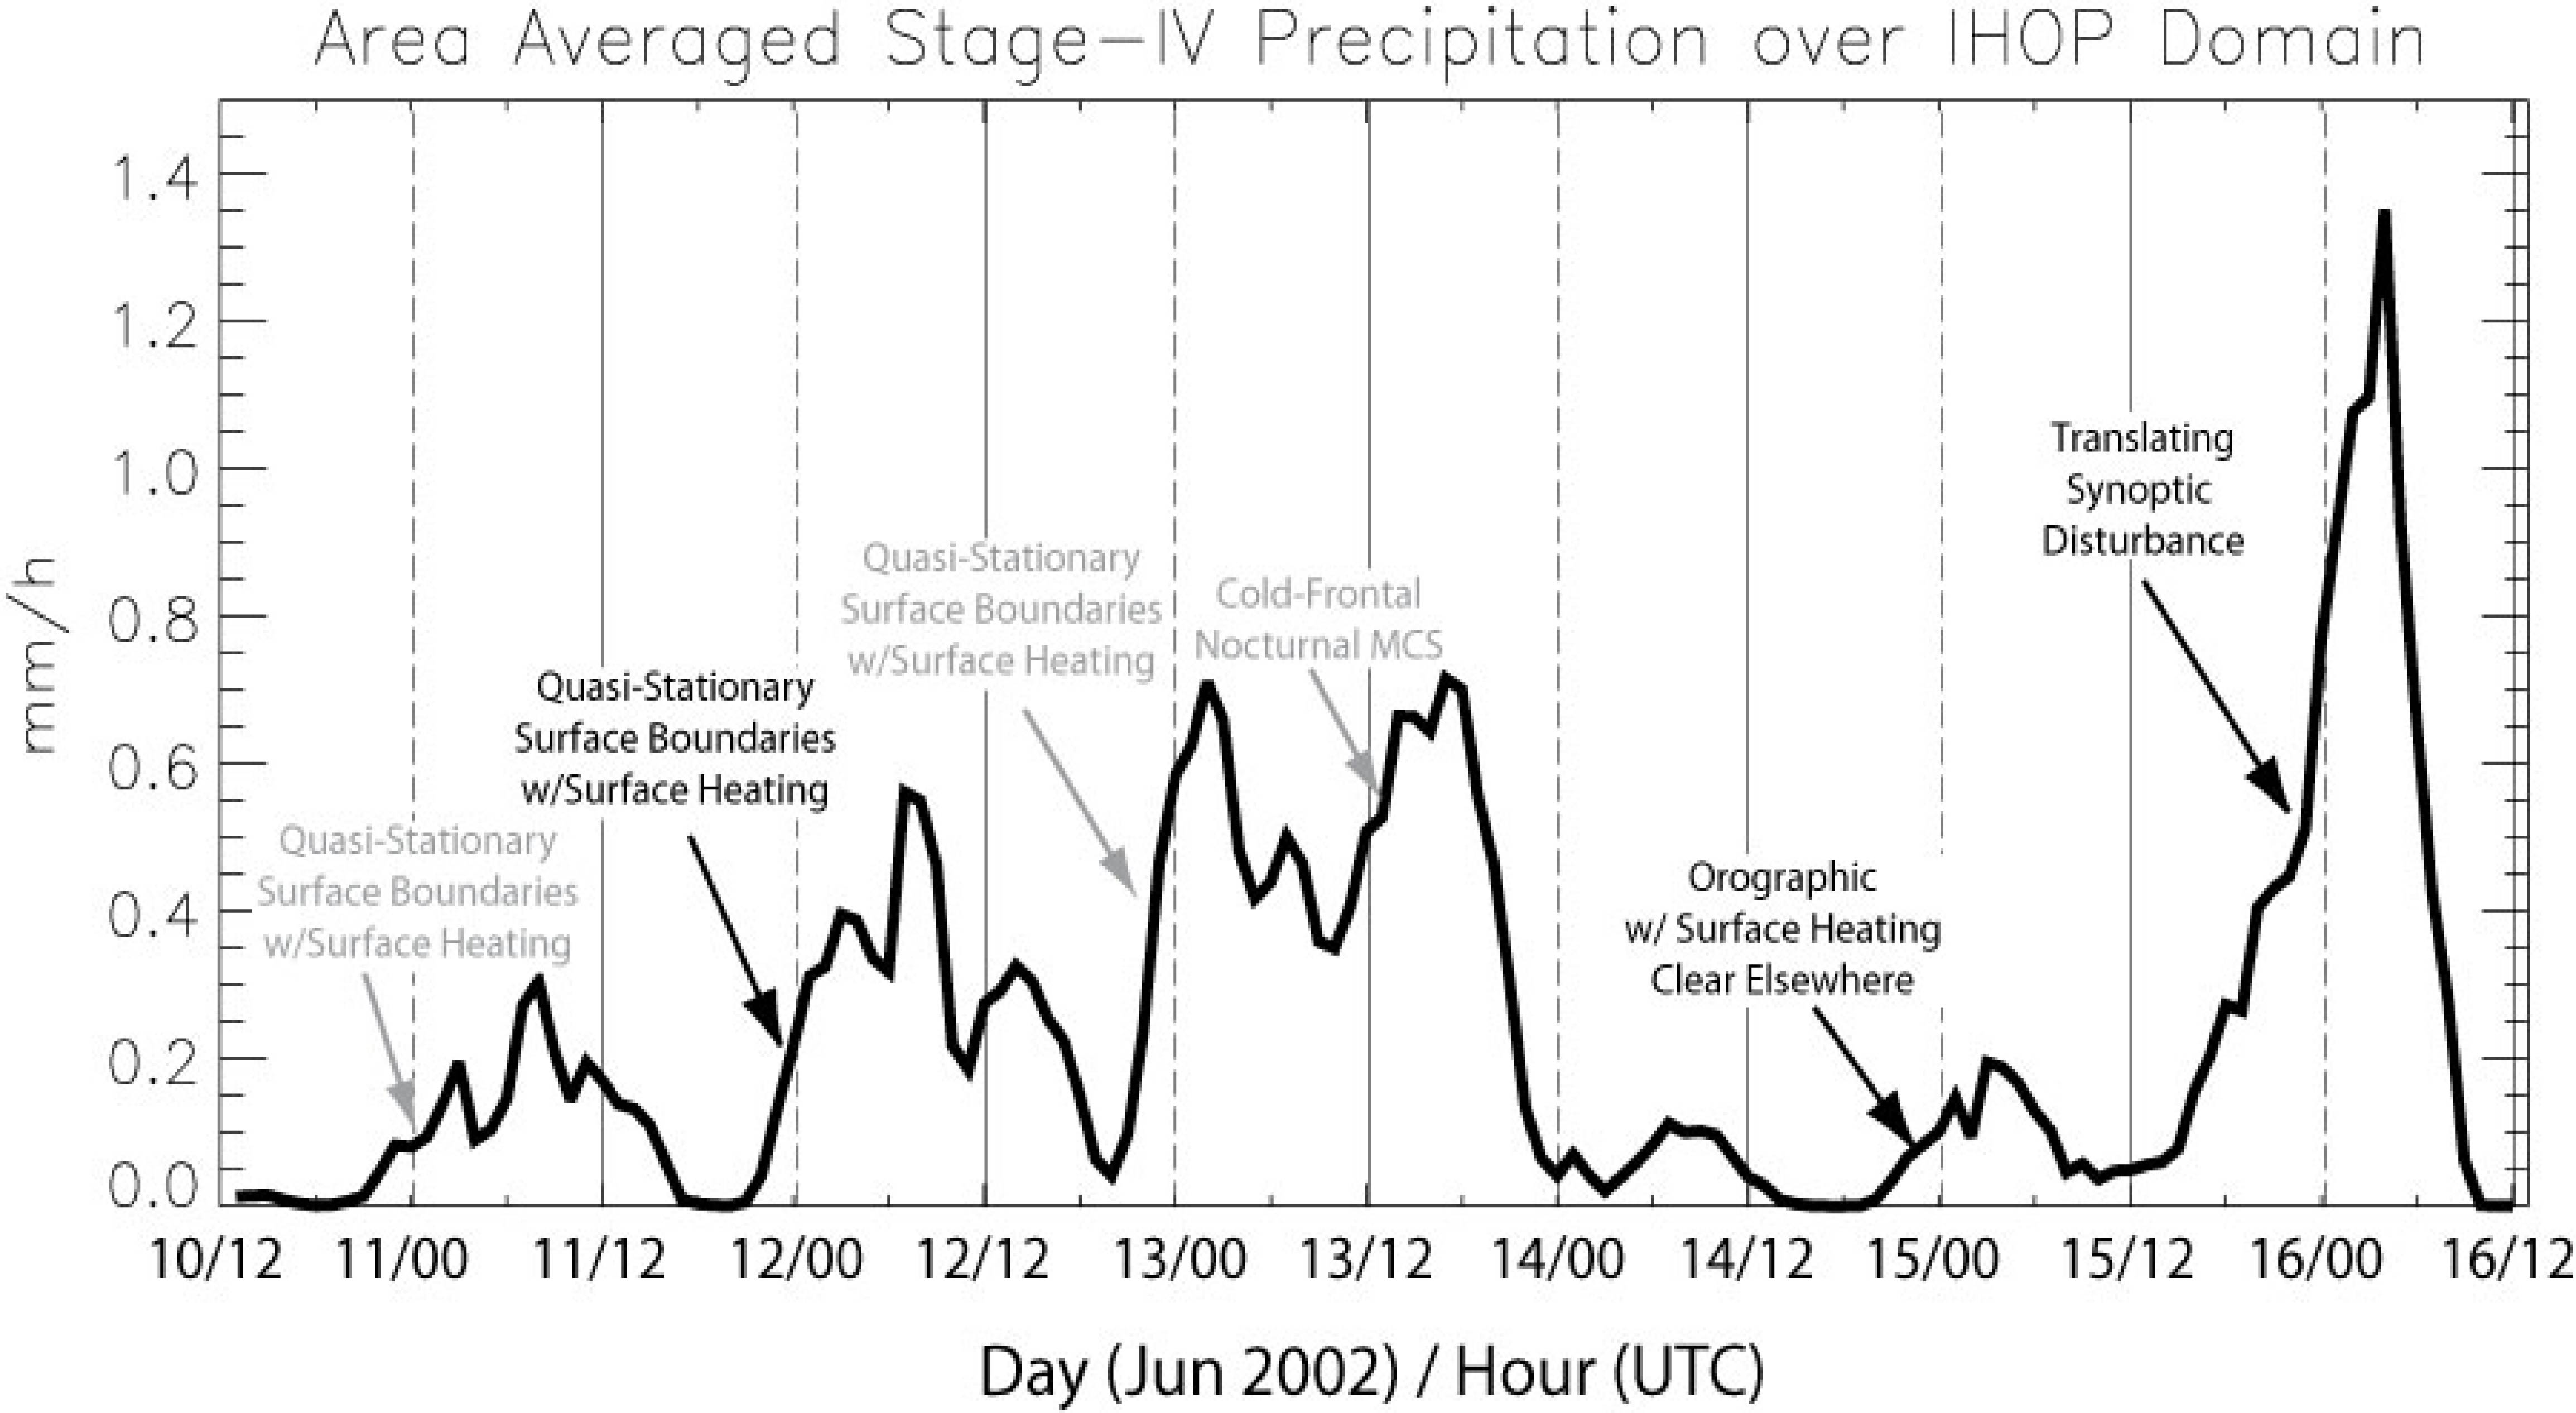 Area Averaged Stage-IV Precipitation over IHOP Domain
mm/h
1.4
1.2
1.0
0.8
0.6
0.4
0.2
0.0
Quasi-Stationary
Surface Boundaries
w/Surface Heating
Quasi-Stationary
Surface Boundaries
w/Surface Heating
Quasi-Stationary
Surface Boundaries
w/Surface Heating
Cold-Frontal
Nocturnal MCS
Orographic
w/ Surface Heating
Clear Elsewhere
Translating
Synoptic
Disturbance
10/12 11/00 11/12 12/00 12/12 13/00 13/12 14/00 14/12 15/00 15/12 16/00 16/12
Day (Jun 2002) / Hour (UTC)